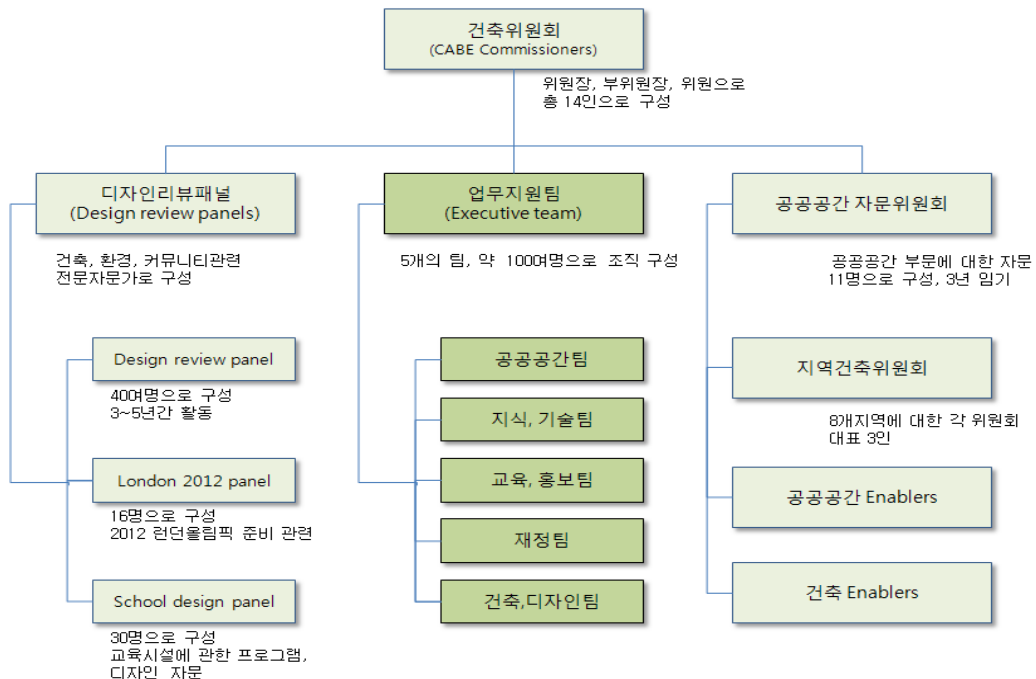 건축위원회
(CABE Commissioners)
위원장, 부위원장, 위원으로
총 14인으로 구성
디자인리뷰패널
(Design review panels)
건축, 환경, 커뮤니티관련
전문자문가로 구성
Design review panel
40여명으로 구성
3~5년간 활동
London 2012 panel
16명으로 구성
2012 런던올림픽 준비 관련
School design panel
30명으로 구성
교육시설에 관한 프로그램,
디자인 자문
업무지원팀
(Executive team)
5개의 팀, 약 100여명으로 조직 구성
공공공간팀
지식, 기술팀
교육, 홍보팀
재정팀
건축,디자인팀
공공공간 자문위원회
공공공간 부문에 대한 자문
11명으로 구성, 3년 임기
지역건축위원회
8개지역에 대한 각 위원회
대표 3인
공공공간 Enablers
건축 Enablers